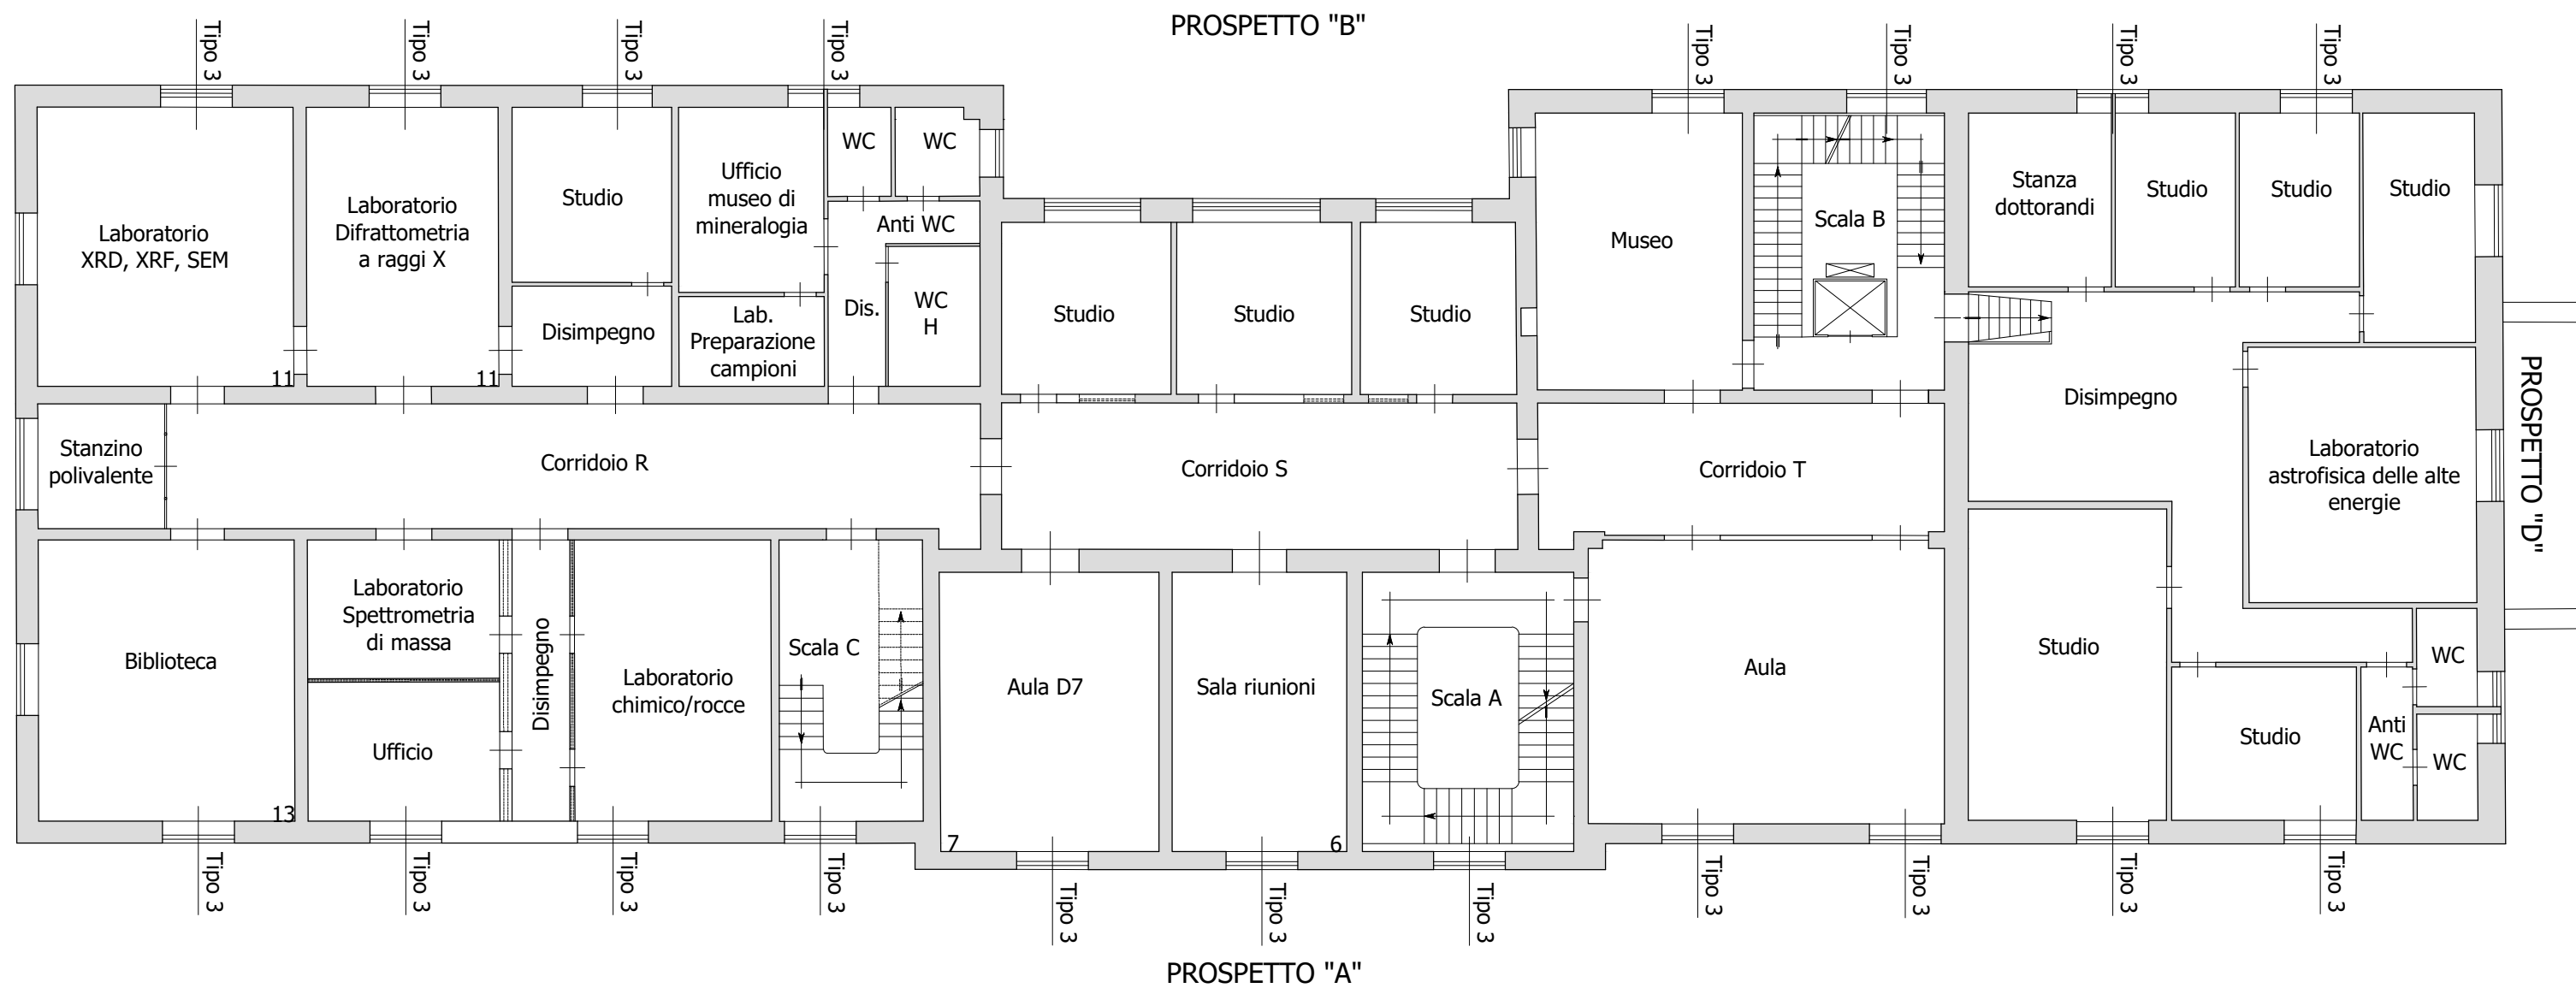 PROSPETTO "B"
Tipo 3
Tipo 3
Tipo 3
Tipo 3
Tipo 3
Tipo 3
Tipo 3
Tipo 3
Laboratorio
XRD, XRF, SEM
11
Laboratorio
Difrattometria
a raggi X
11
Studio
Disimpegno
Ufficio
museo di
mineralogia
Lab.
Preparazione
campioni
WC
WC
Anti WC
Dis.
WC
H
Studio
Studio
Studio
Museo
Scala B
Stanza
dottorandi
Studio
Studio
Studio
Disimpegno
Laboratorio
astrofisica delle alte
energie
PROSPETTO "D"
Stanzino
polivalente
Corridoio R
Corridoio S
Corridoio T
Biblioteca
13
Laboratorio
Spettrometria
di massa
Ufficio
Disimpegno
Laboratorio
chimico/rocce
Scala C
Aula D7
7
Sala riunioni
6
Scala A
Aula
Studio
Studio
Anti
WC
WC
WC
Tipo 3
Tipo 3
Tipo 3
Tipo 3
Tipo 3
Tipo 3
Tipo 3
Tipo 3
Tipo 3
Tipo 3
Tipo 3
PROSPETTO "A"